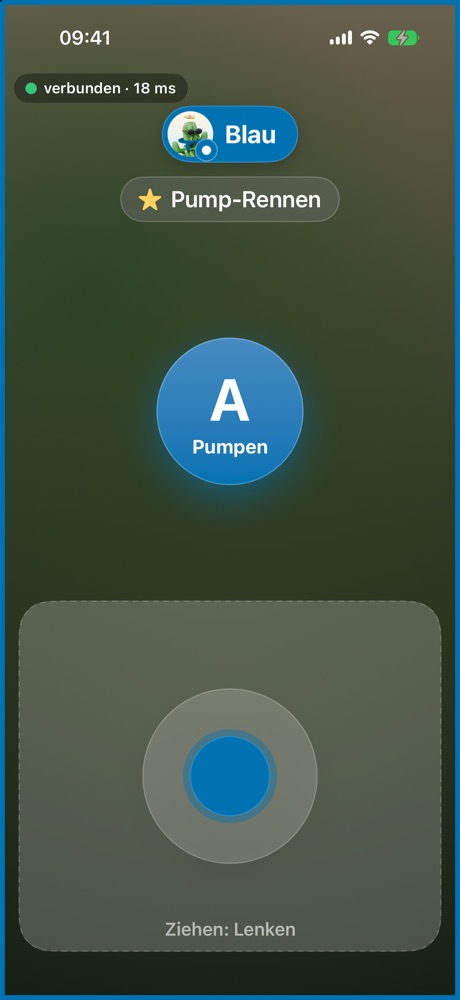 09:41
verbunden · 18 ms
Blau
Pump-Rennen
A
Pumpen
Ziehen: Lenken